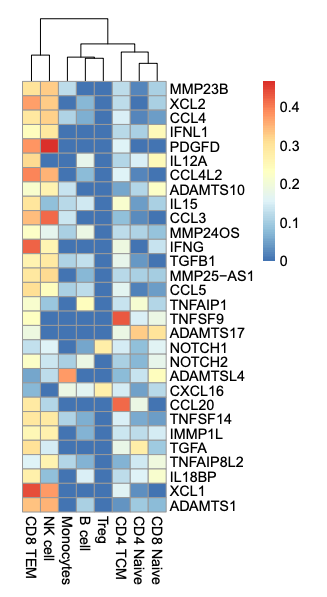 MMP23B
XCL2
CCL4
IFNL1
PDGFD
IL12A
CCL4L2
ADAMTS10
IL15
CCL3
MMP24OS
IFNG
TGFB1
MMP25−AS1
CCL5
TNFAIP1
TNFSF9
ADAMTS17
NOTCH1
NOTCH2
ADAMTSL4
CXCL16
CCL20
TNFSF14
IMMP1L
TGFA
TNFAIP8L2
IL18BP
XCL1
ADAMTS1
CD8 TEM
NK cell
Monocytes
B cell
Treg
CD4 TCM
CD4 Naive
CD8 Naive
0.4
0.3
0.2
0.1
0